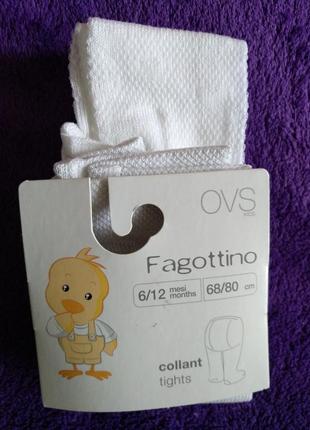 OVS
KIDS
Fagottino
6/12 mesi months 68/80 cm
collant
tights